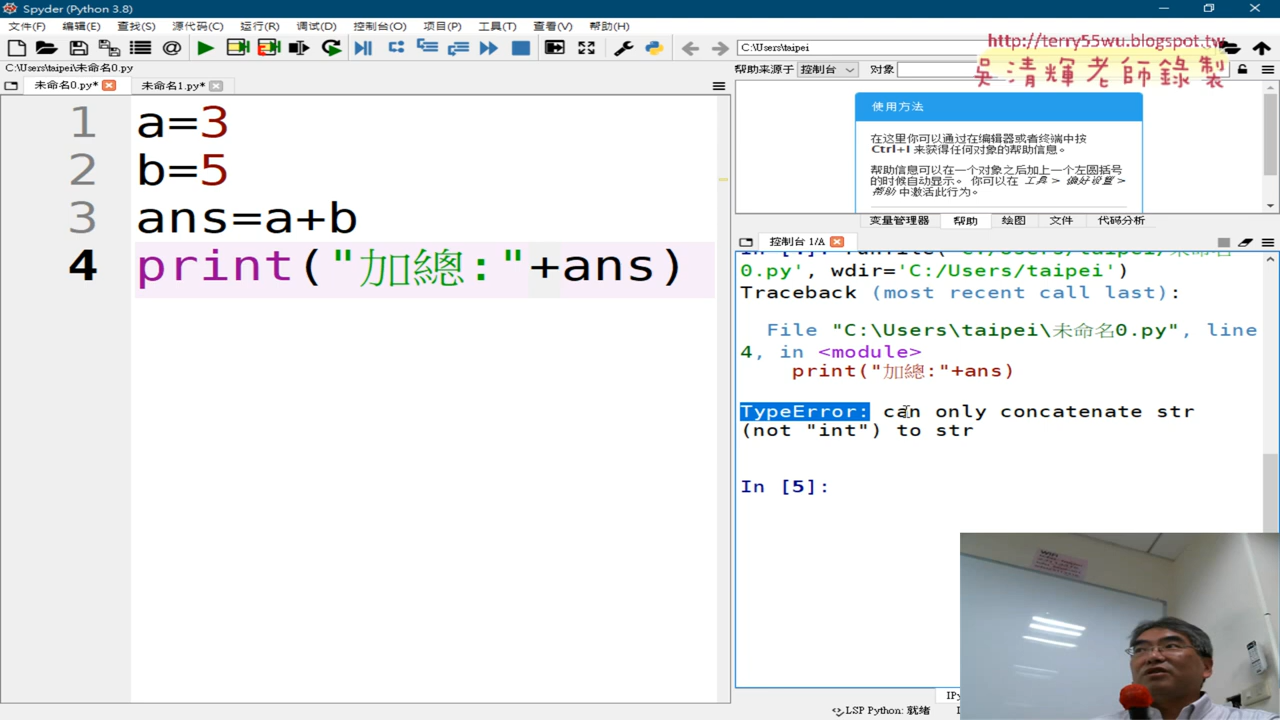 Spyder (Python 3.8)
文件(F) 编辑(E) 查找(S) 源代码(C) 运行(R) 调试(D) 控制台(O) 项目(P) 工具(T) 查看(V) 帮助(H)
C:\Users\taipei
http://terry55wu.blogspot.tw
吳清輝老師錄製
C:\Users\taipei\未命名0.py
帮助来源于 控制台 对象
未命名0.py* 未命名1.py*
1 a=3
2 b=5
3 ans=a+b
4 print("加總:"+ans)
使用方法
在这里你可以通过在编辑器或者终端中按
Ctrl+I 来获得任何对象的帮助信息。
帮助信息可以在一个对象之后加上一个左圆括号
的时候自动显示。 你可以在 工具 > 偏好设置 >
帮助 中激活此行为。
变量管理器 帮助 绘图 文件 代码分析
控制台 1/A
In [4]: runfile('C:/Users/taipei/未命名
0.py', wdir='C:/Users/taipei')
Traceback (most recent call last):
File "C:\Users\taipei\未命名0.py", line
4, in <module>
print("加總:"+ans)
TypeError: can only concatenate str
(not "int") to str
In [5]:
LSP Python: 就绪